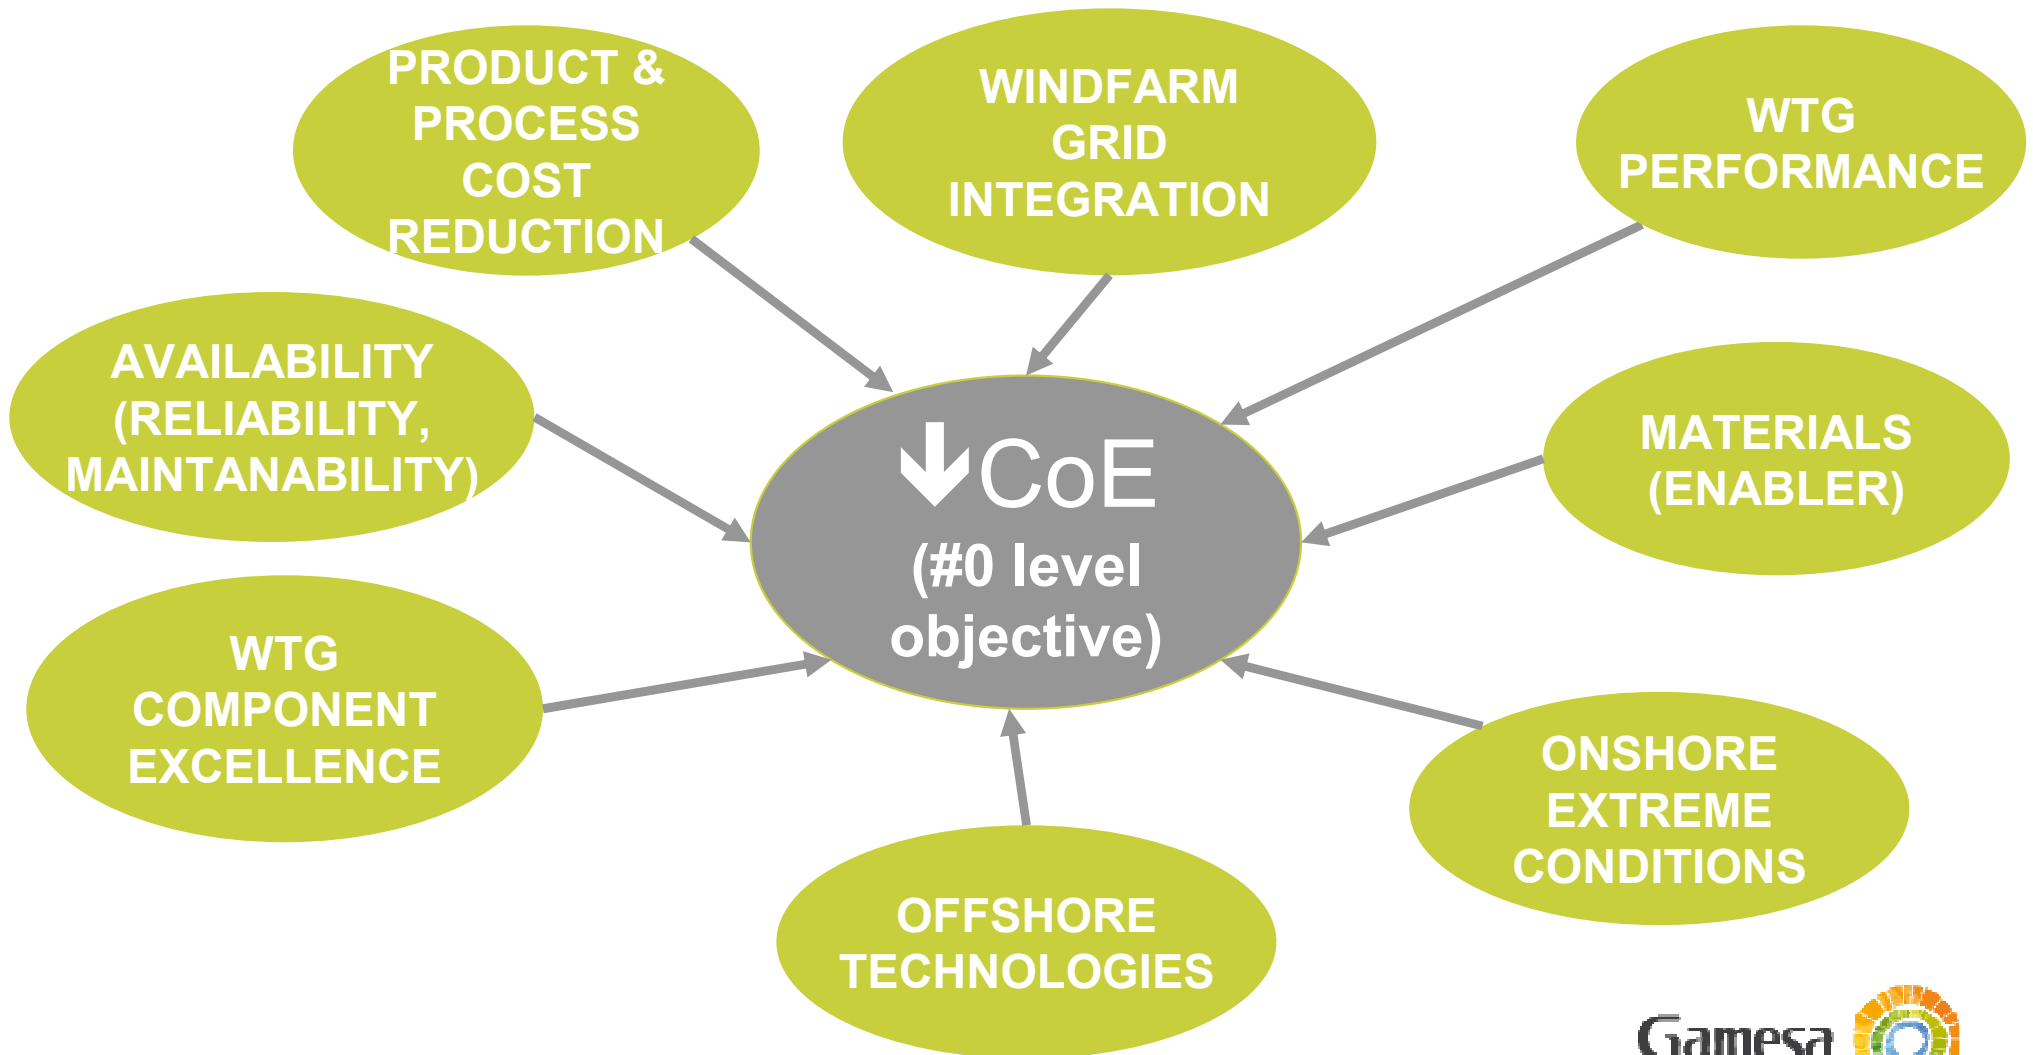 PRODUCT &
PROCESS
COST
REDUCTION
WINDFARM
GRID
INTEGRATION
WTG
PERFORMANCE
AVAILABILITY
(RELIABILITY,
MAINTANABILITY)
MATERIALS
(ENABLER)
CoE
(#0 level
objective)
WTG
COMPONENT
EXCELLENCE
ONSHORE
EXTREME
CONDITIONS
OFFSHORE
TECHNOLOGIES
Gamesa